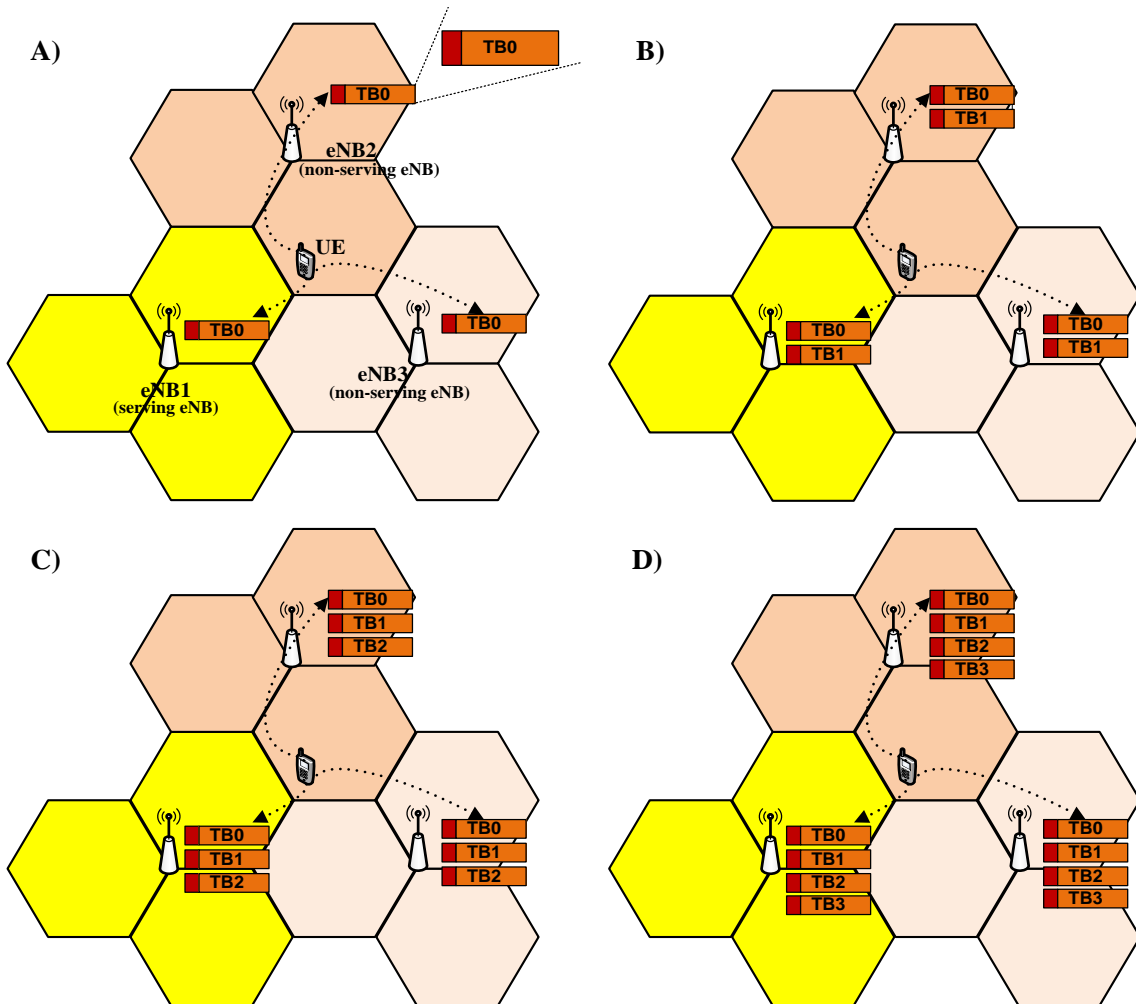 A)
TB0
TB0
eNB2
(non-serving eNB)
UE
TB0
TB0
eNB1
(serving eNB)
eNB3
(non-serving eNB)
B)
TB0
TB1
TB0
TB1
TB0
TB1
C)
TB0
TB1
TB2
TB0
TB1
TB2
TB0
TB1
TB2
D)
TB0
TB1
TB2
TB3
TB0
TB1
TB2
TB3
TB0
TB1
TB2
TB3